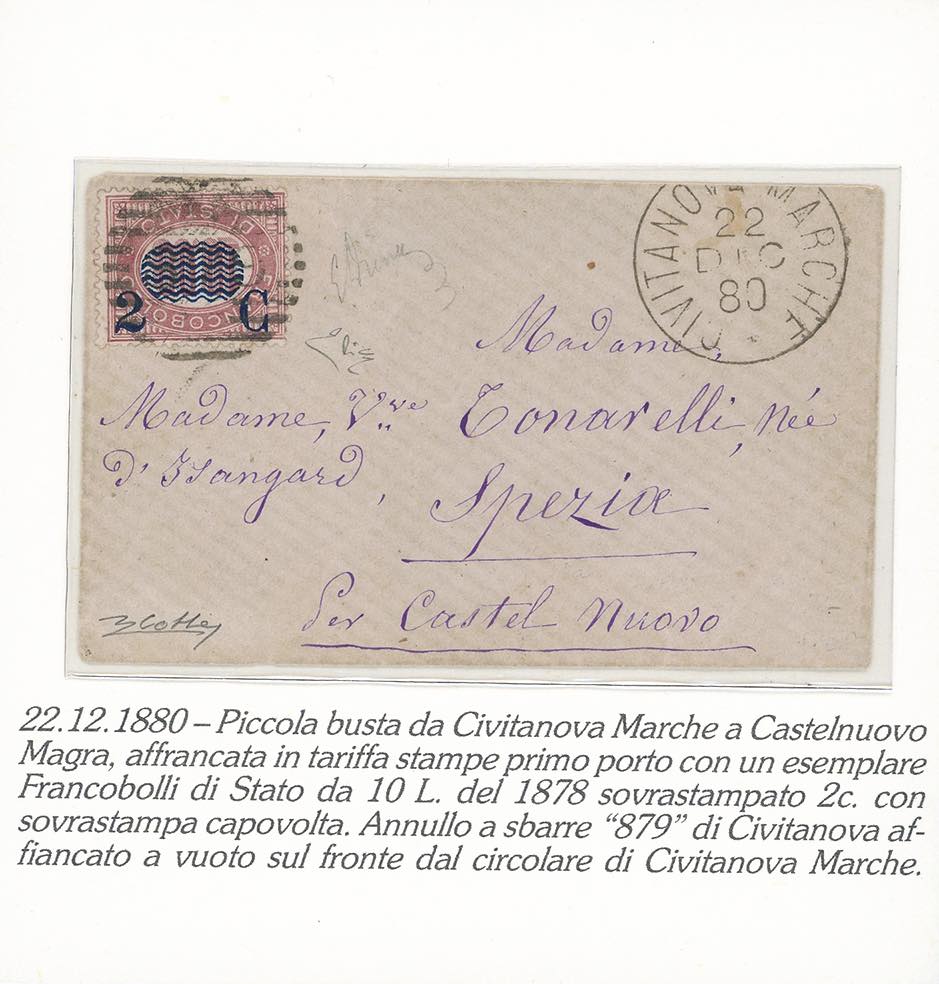 DI STATO
2 C
CIVITANOVA MARCHE
22
DIC
80
Madame,
Madame, Vve Tonarelli, Née
d'Isangard, Spezia
Per Castel Nuovo
22.12.1880 – Piccola busta da Civitanova Marche a Castelnuovo
Magra, affrancata in tariffa stampe primo porto con un esemplare
Francobolli di Stato da 10 L. del 1878 sovrastampato 2c. con
sovrastampa capovolta. Annullo a sbarre “879” di Civitanova af-
fiancato a vuoto sul fronte dal circolare di Civitanova Marche.